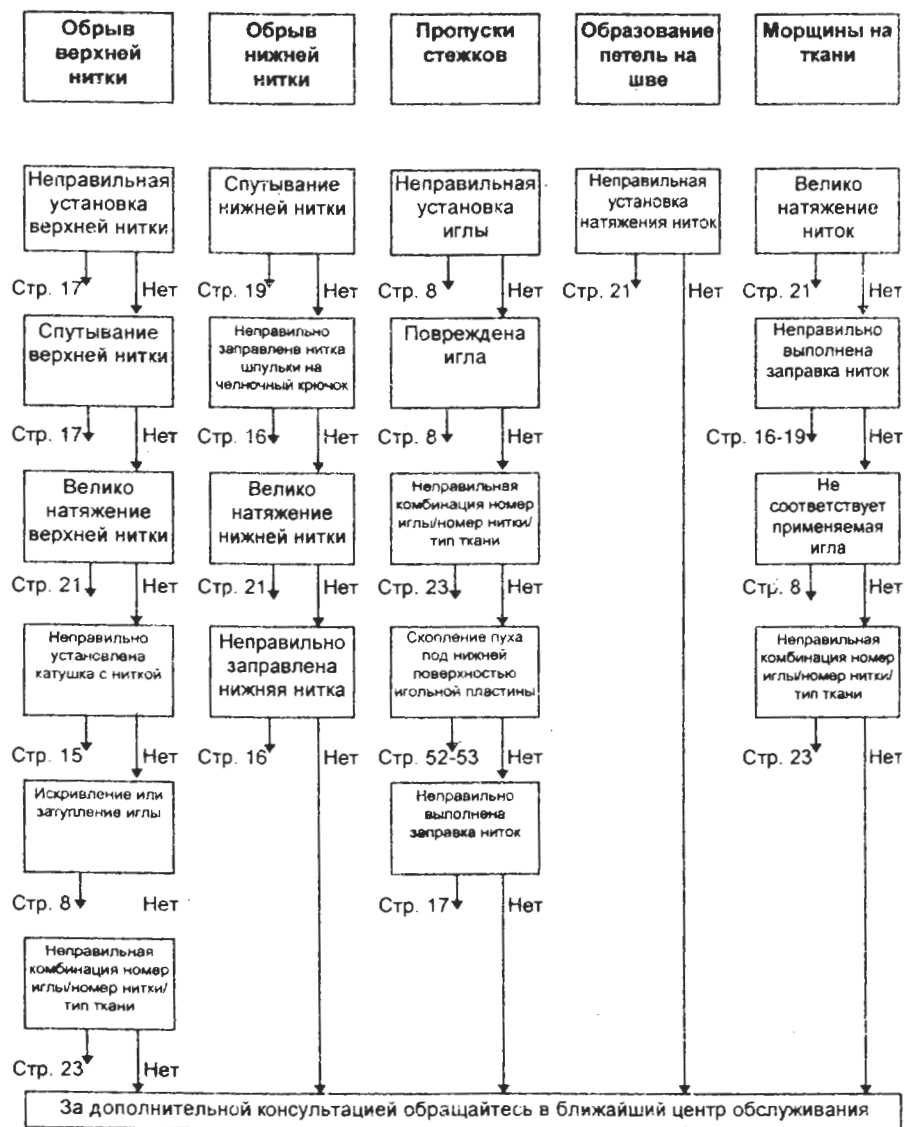 Обрыв
верхней
нитки
Обрыв
нижней
нитки
Пропуски
стежков
Образование
петель на
шве
Морщины на
ткани
Неправильная
установка
верхней нитки
Стр. 17
Нет
Спутывание
верхней нитки
Стр. 17
Нет
Велико
натяжение
верхней нитки
Стр. 21
Нет
Неправильно
установлена
катушка с ниткой
Стр. 15
Нет
Искривление или
затупление иглы
Стр. 8
Нет
Неправильная
комбинация номер
иглы/номер нитки/
тип ткани
Стр. 23
Нет
Спутывание
нижней нитки
Стр. 19
Нет
Неправильно
заправлена нитка
шпульки на
челночный крючок
Стр. 16
Нет
Велико
натяжение
нижней нитки
Стр. 21
Нет
Неправильно
заправлена
нижняя нитка
Стр. 16
Нет
Неправильная
установка
иглы
Стр. 8
Нет
Повреждена
игла
Стр. 8
Нет
Неправильная
комбинация номер
иглы/номер нитки/
тип ткани
Стр. 23
Нет
Скопление пуха
под нижней
поверхностью
игольной пластины
Стр. 52-53
Нет
Неправильно
выполнена
заправка ниток
Стр. 17
Нет
Неправильная
установка
натяжения ниток
Стр. 21
Нет
Велико
натяжение
ниток
Стр. 21
Нет
Неправильно
выполнена
заправка ниток
Стр. 16-19
Нет
Не
соответствует
применяемая
игла
Стр. 8
Нет
Неправильная
комбинация номер
иглы/номер нитки/
тип ткани
Стр. 23
Нет
За дополнительной консультацией обращайтесь в ближайший центр обслуживания